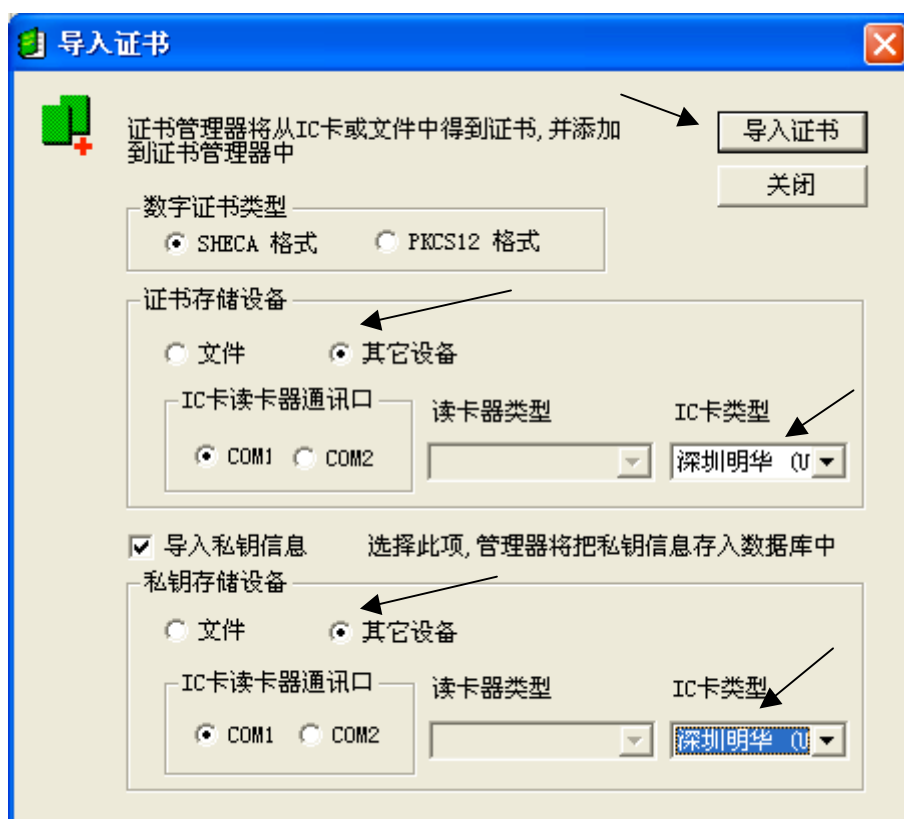 导入证书
证书管理器将从IC卡或文件中得到证书,并添加
到证书管理器中
导入证书
关闭
数字证书类型
SHECA 格式 PKCS12 格式
证书存储设备
文件 其它设备
IC卡读卡器通讯口 读卡器类型 IC卡类型
COM1 COM2 深圳明华 (U
导入私钥信息 选择此项,管理器将把私钥信息存入数据库中
私钥存储设备
文件 其它设备
IC卡读卡器通讯口 读卡器类型 IC卡类型
COM1 COM2 深圳明华 (U